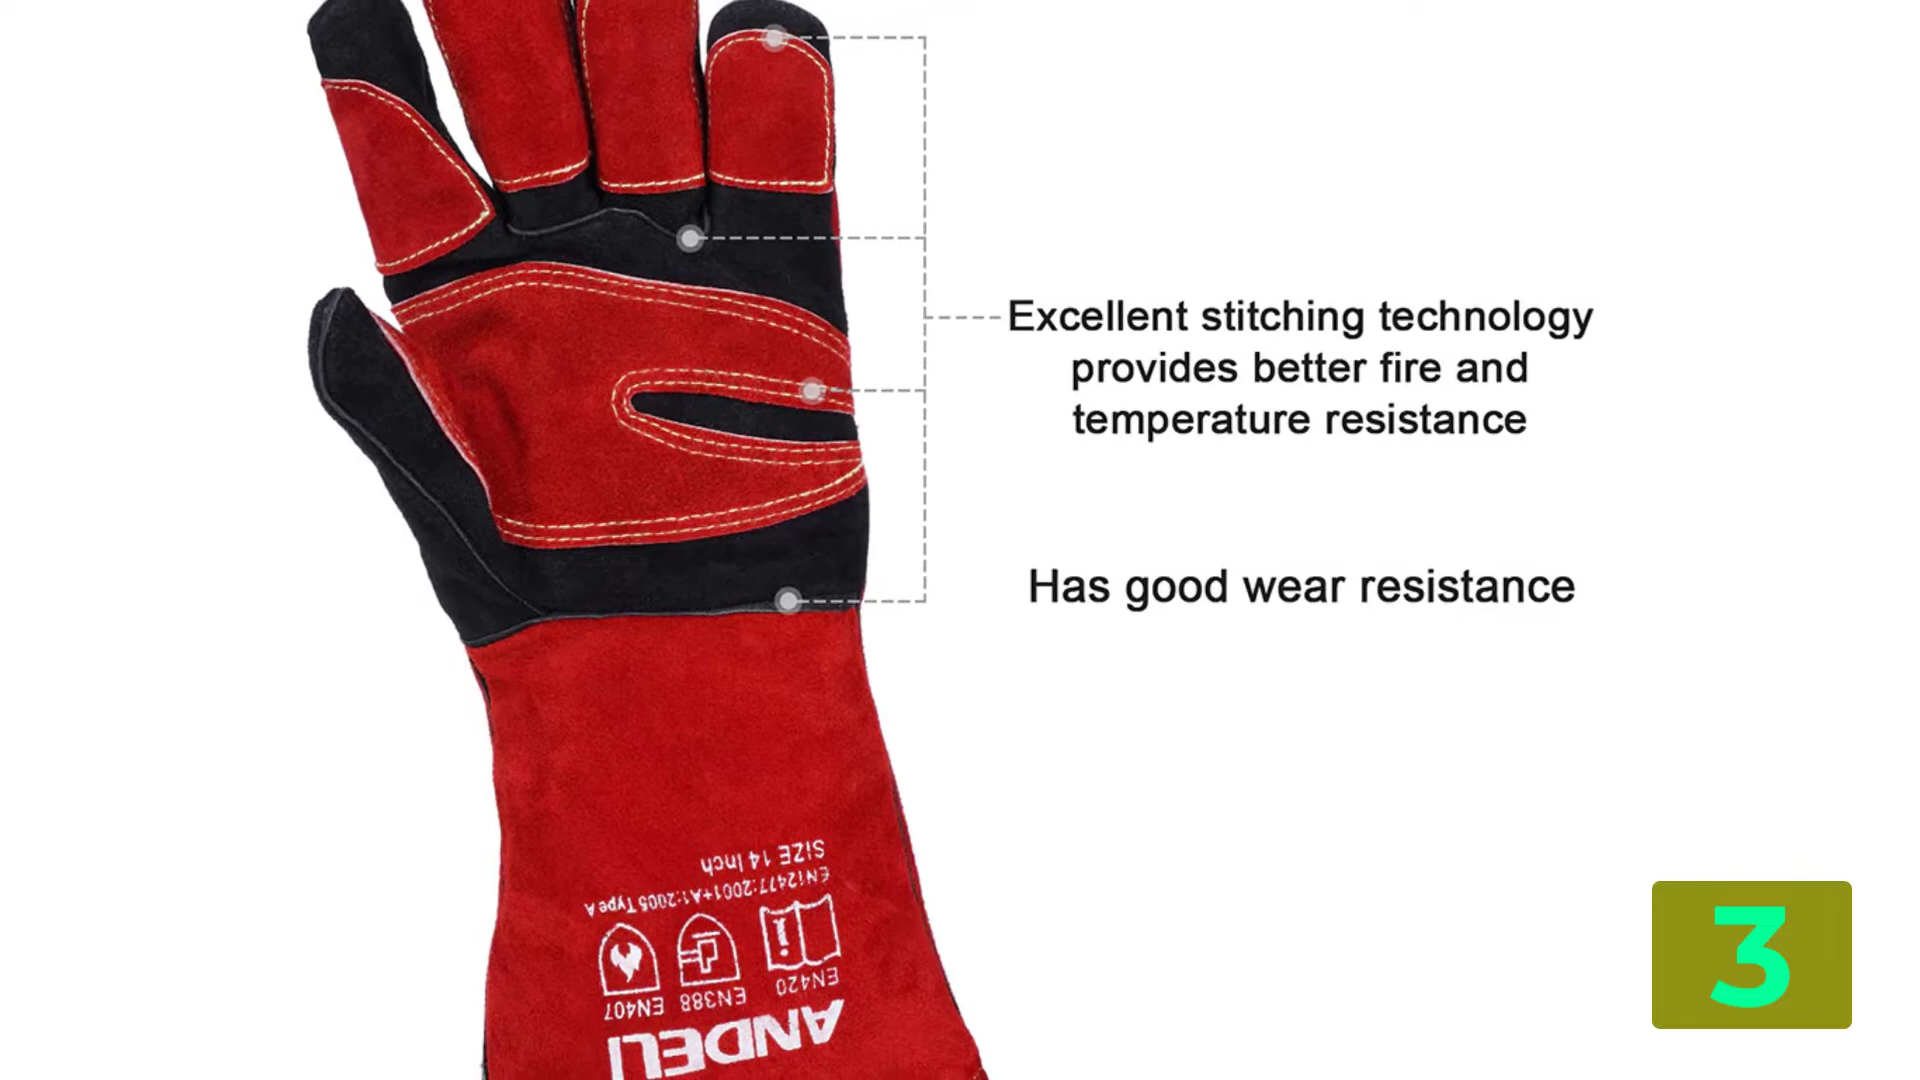 Excellent stitching technology
provides better fire and
temperature resistance
Has good wear resistance
ANDELI
EN420 EN388 EN407
EN12477:2001+A1:2005 Type A
SIZE 14 Inch
3